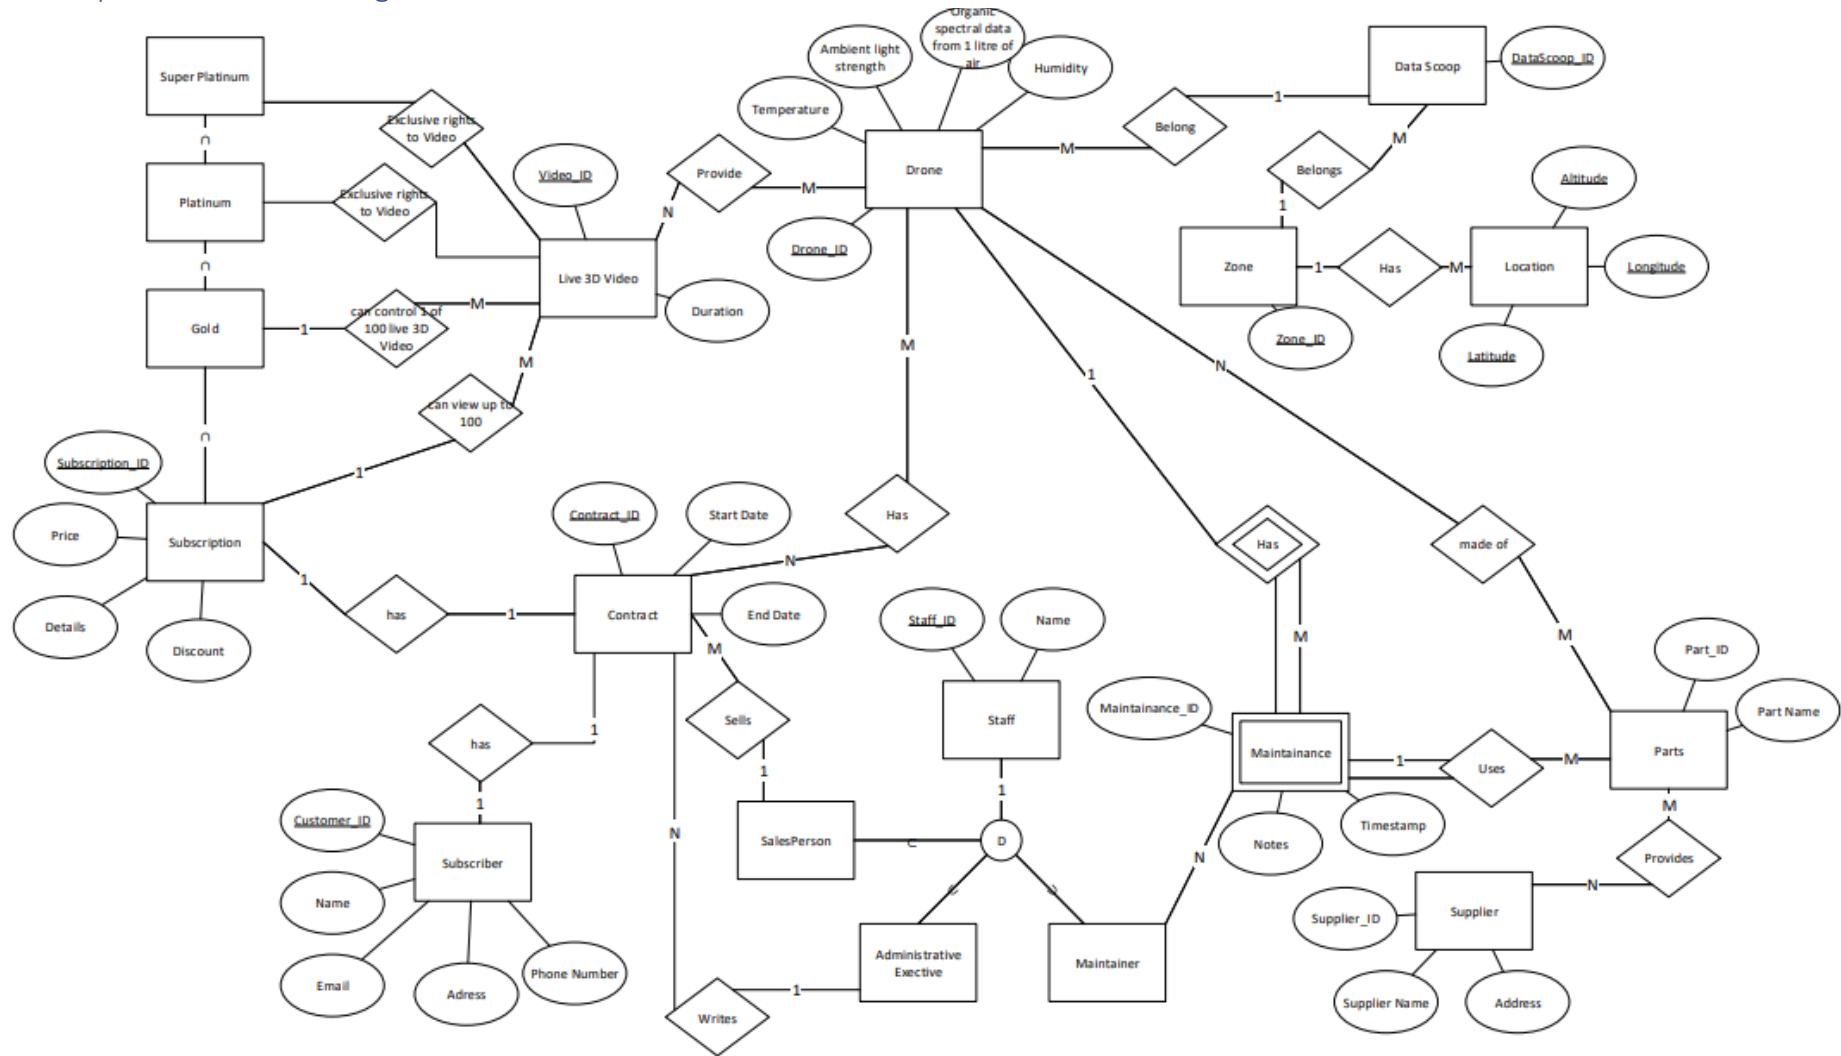 Super Platinum
Exclusive rights
to Video
Platinum
Exclusive rights
to Video
Gold
1
can control 1 of
100 live 3D
Video
M
can view up to
100
M
1
Video_ID
Live 3D Video
Duration
N
Provide
M
Temperature
Ambient light
strength
Organic
spectral data
from 1 litre of
air
Humidity
Drone
Drone_ID
M
Belong
1
Data Scoop
DataScoop_ID
M
Belongs
1
Zone
Zone_ID
1
Has
M
Location
Altitude
Longitude
Latitude
Subscription_ID
Price
Details
Discount
Subscription
1
has
1
Contract_ID
Start Date
End Date
Contract
N
Has
M
1
Has
M
N
made of
M
M
Sells
1
SalesPerson
1
has
1
Subscriber
Customer_ID
Name
Email
Adress
Phone Number
N
Writes
1
Administrative
Exective
Staff_ID
Name
Staff
1
D
Maintainer
N
Maintainance_ID
Maintainance
Notes
Timestamp
1
Uses
M
Parts
Part_ID
Part Name
M
Provides
N
Supplier
Supplier_ID
Supplier Name
Address